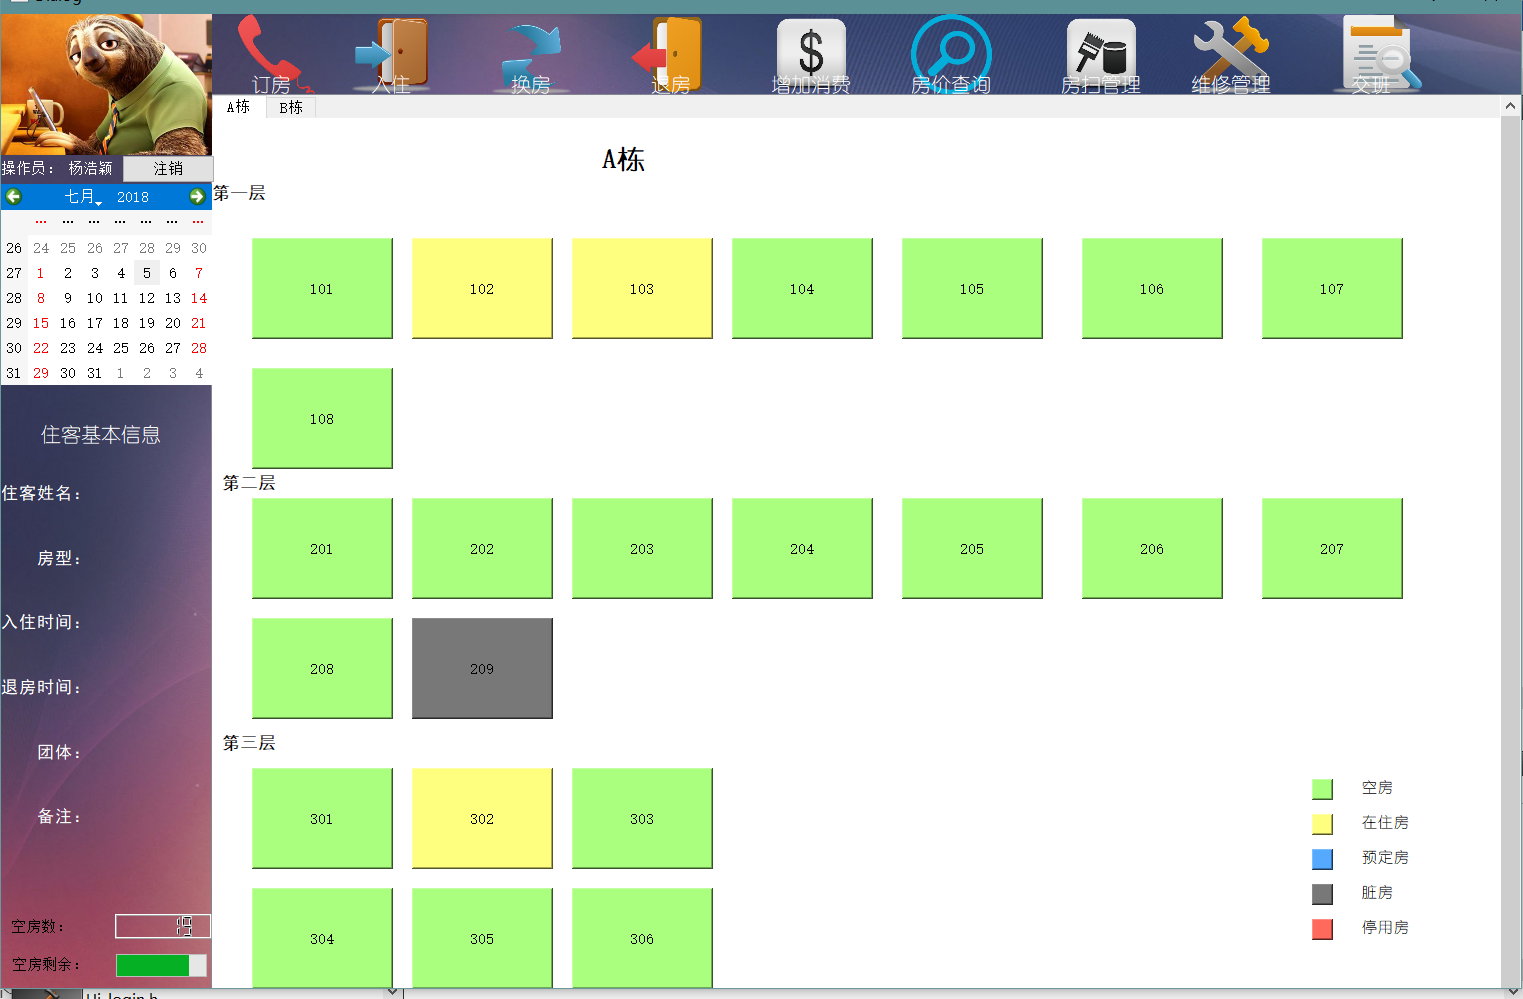 Dialog
订房 入住 换房 退房 增加消费 房价查询 房扫管理 维修管理 交班
A栋 B栋
操作员： 杨浩颖 注销
七月 2018
... ... ... ... ... ... ...
26 24 25 26 27 28 29 30
27 1 2 3 4 5 6 7
28 8 9 10 11 12 13 14
29 15 16 17 18 19 20 21
30 22 23 24 25 26 27 28
31 29 30 31 1 2 3 4
住客基本信息
住客姓名：
房型：
入住时间：
退房时间：
团体：
备注：
空房数： 19
空房剩余：
A栋
第一层
101 102 103 104 105 106 107
108
第二层
201 202 203 204 205 206 207
208 209
第三层
301 302 303
304 305 306
空房
在住房
预定房
脏房
停用房
Ui_login.h